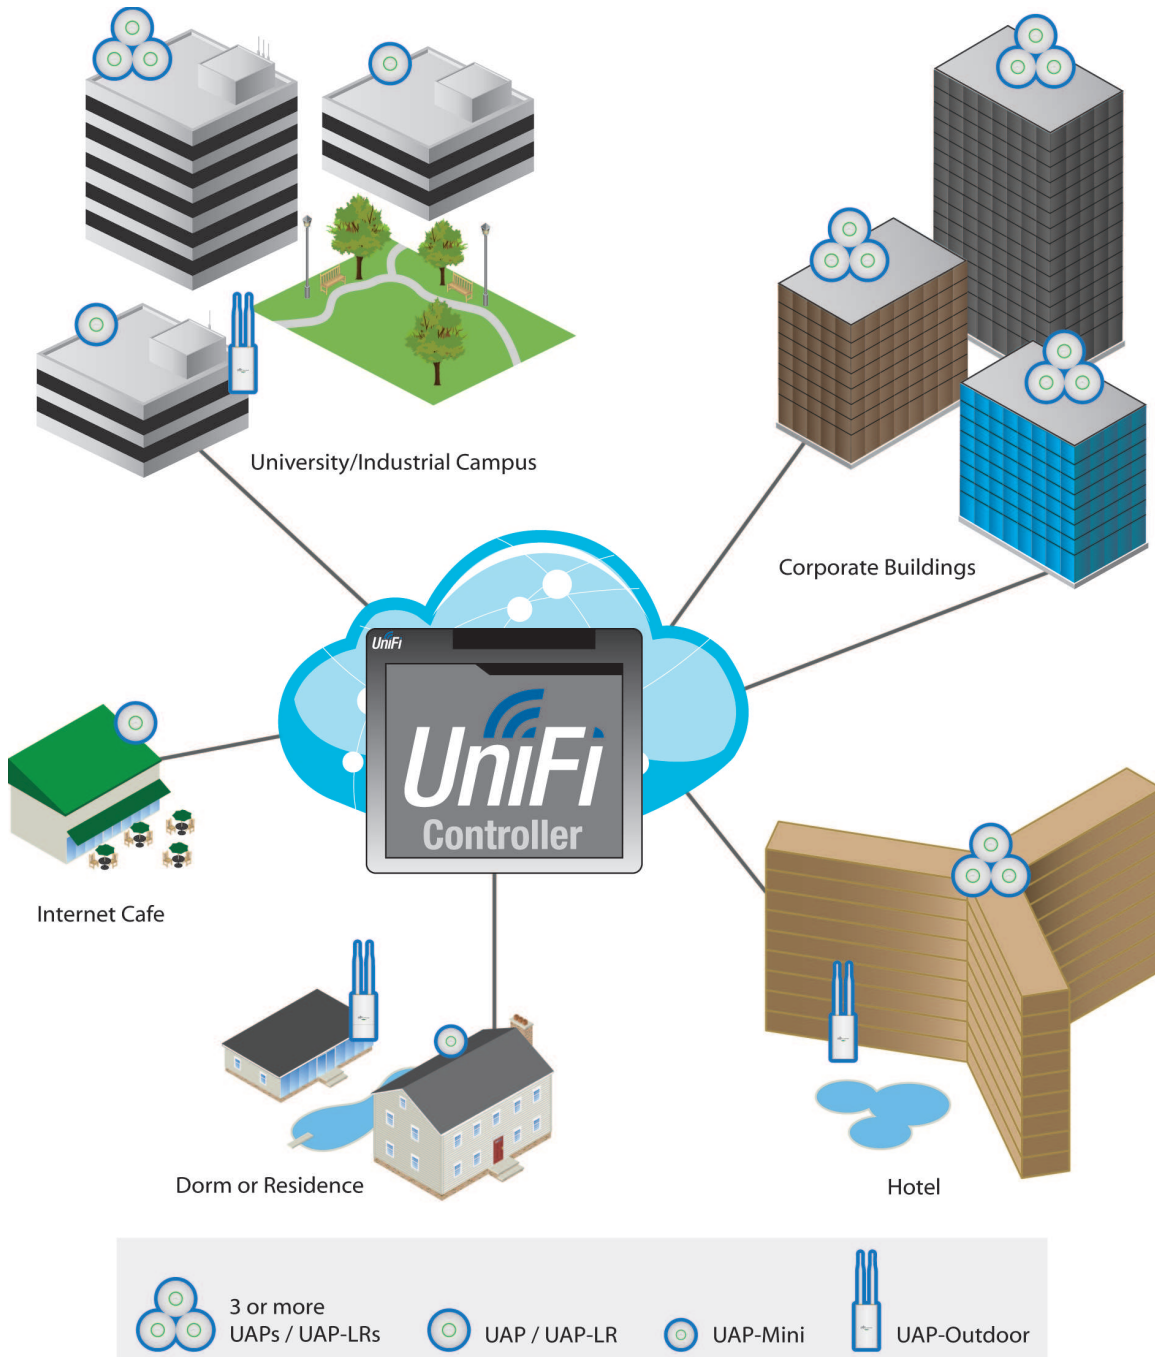 University/Industrial Campus
Corporate Buildings
UniFi
UniFi
Controller
Internet Cafe
Dorm or Residence
Hotel
3 or more
UAPs / UAP-LRs
UAP / UAP-LR
UAP-Mini
UAP-Outdoor